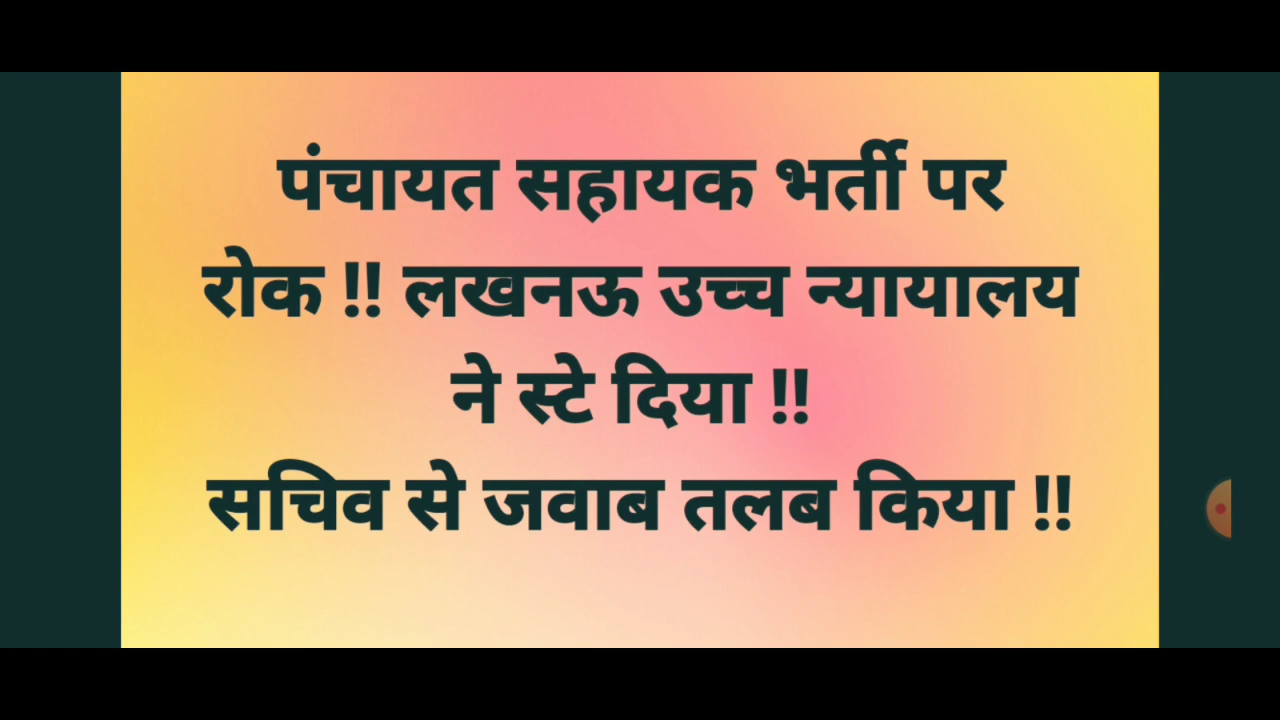 पंचायत सहायक भर्ती पर
रोक !! लखनऊ उच्च न्यायालय
ने स्टे दिया !!
सचिव से जवाब तलब किया !!